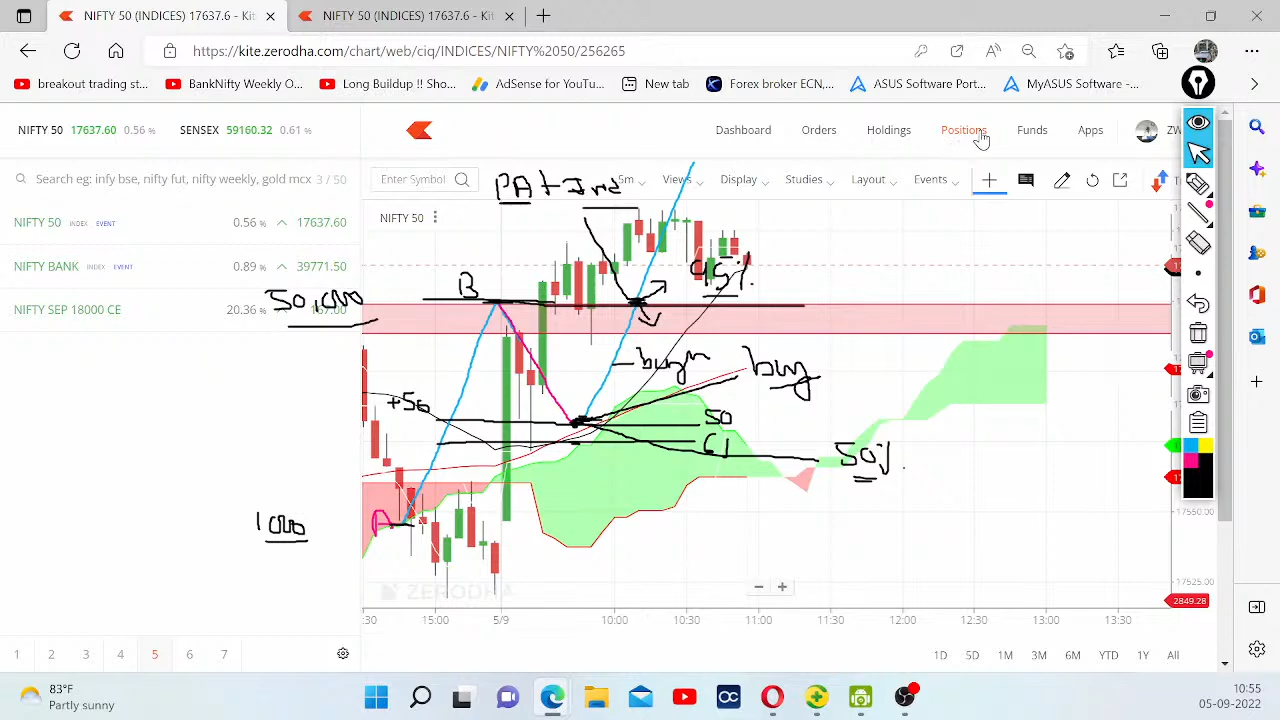 NIFTY 50 (INDICES) 17637.6 - Kit
NIFTY 50 (INDICES) 17637.6 - Kit
https://kite.zerodha.com/chart/web/ciq/INDICES/NIFTY%2050/256265
breakout trading st...
BankNifty Weekly O...
Long Buildup !! Sho...
AdSense for YouTu...
New tab
Forex broker ECN,...
ASUS Software Port...
MyASUS Software -...
NIFTY 50 17637.60 0.56 %
SENSEX 59160.32 0.61 %
Dashboard
Orders
Holdings
Positions
Funds
Apps
ZW
Search eg: infy bse, nifty fut, nifty weekly, gold mcx 3 / 50
Enter Symbol
5m
Views
Display
Studies
Layout
Events
PA + Ind
NIFTY 50 INDEX EVENT 0.56 % 17637.60
NIFTY 50
NIFTY BANK INDEX EVENT 0.89 % 39771.50
NIFTY SEP 18000 CE 20.36 %
50,000
B
buy
+50
50
50%
A
1000
17550.00
17525.00
2849.28
ZERODHA
:30
15:00
5/9
10:00
10:30
11:00
11:30
12:00
12:30
13:00
13:30
1 2 3 4 5 6 7
1D 5D 1M 3M 6M YTD 1Y All
83°F
Partly sunny
10:55
05-09-2022